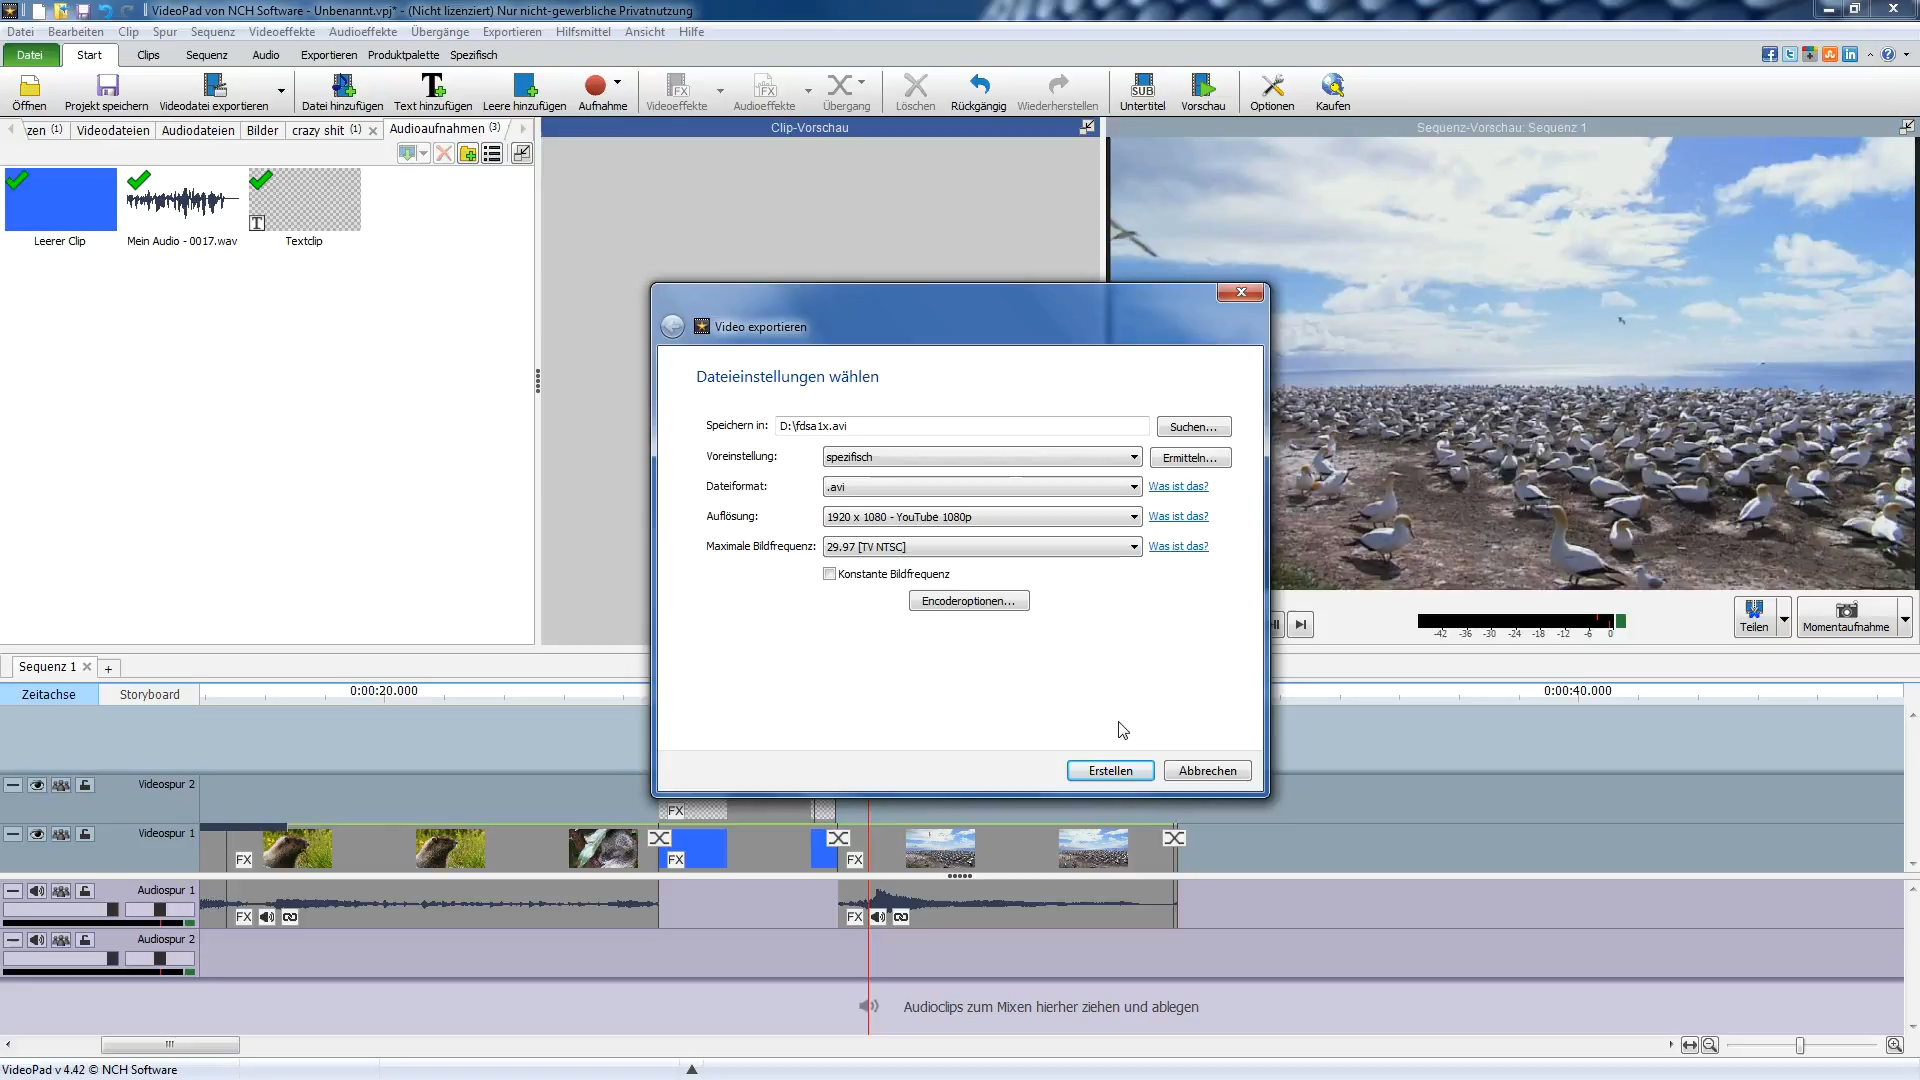 VideoPad von NCH Software - Unbenannt.vpj* - (Nicht lizenziert) Nur nicht-gewerbliche Privatnutzung
Datei Bearbeiten Clip Spur Sequenz Videoeffekte Audioeffekte Übergänge Exportieren Hilfsmittel Ansicht Hilfe
Datei Start Clips Sequenz Audio Exportieren Produktpalette Spezifisch
Öffnen Projekt speichern Videodatei exportieren Datei hinzufügen Text hinzufügen Leere hinzufügen Aufnahme Videoeffekte Audioeffekte Übergang Löschen Rückgängig Wiederherstellen Untertitel Vorschau Optionen Kaufen
zen (1) Videodateien Audiodateien Bilder crazy shit (1) Audioaufnahmen (3)
Clip-Vorschau
Sequenz-Vorschau: Sequenz 1
T
Leerer Clip Mein Audio - 0017.wav Textclip
Video exportieren
Dateieinstellungen wählen
Speichern in: D:\fdsa1x.avi Suchen...
Voreinstellung: spezifisch Ermitteln...
Dateiformat: .avi Was ist das?
Auflösung: 1920 x 1080 - YouTube 1080p Was ist das?
Maximale Bildfrequenz: 29.97 [TV NTSC] Was ist das?
Konstante Bildfrequenz
Encoderoptionen...
Erstellen Abbrechen
-42 -36 -30 -24 -18 -12 -6 0
Teilen Momentaufnahme
Sequenz 1 +
Zeitachse Storyboard 0:00:20.000 0:00:40.000
Videospur 2
FX
Videospur 1
FX FX FX
Audiospur 1
FX FX
Audiospur 2
Audioclips zum Mixen hierher ziehen und ablegen
VideoPad v 4.42 © NCH Software